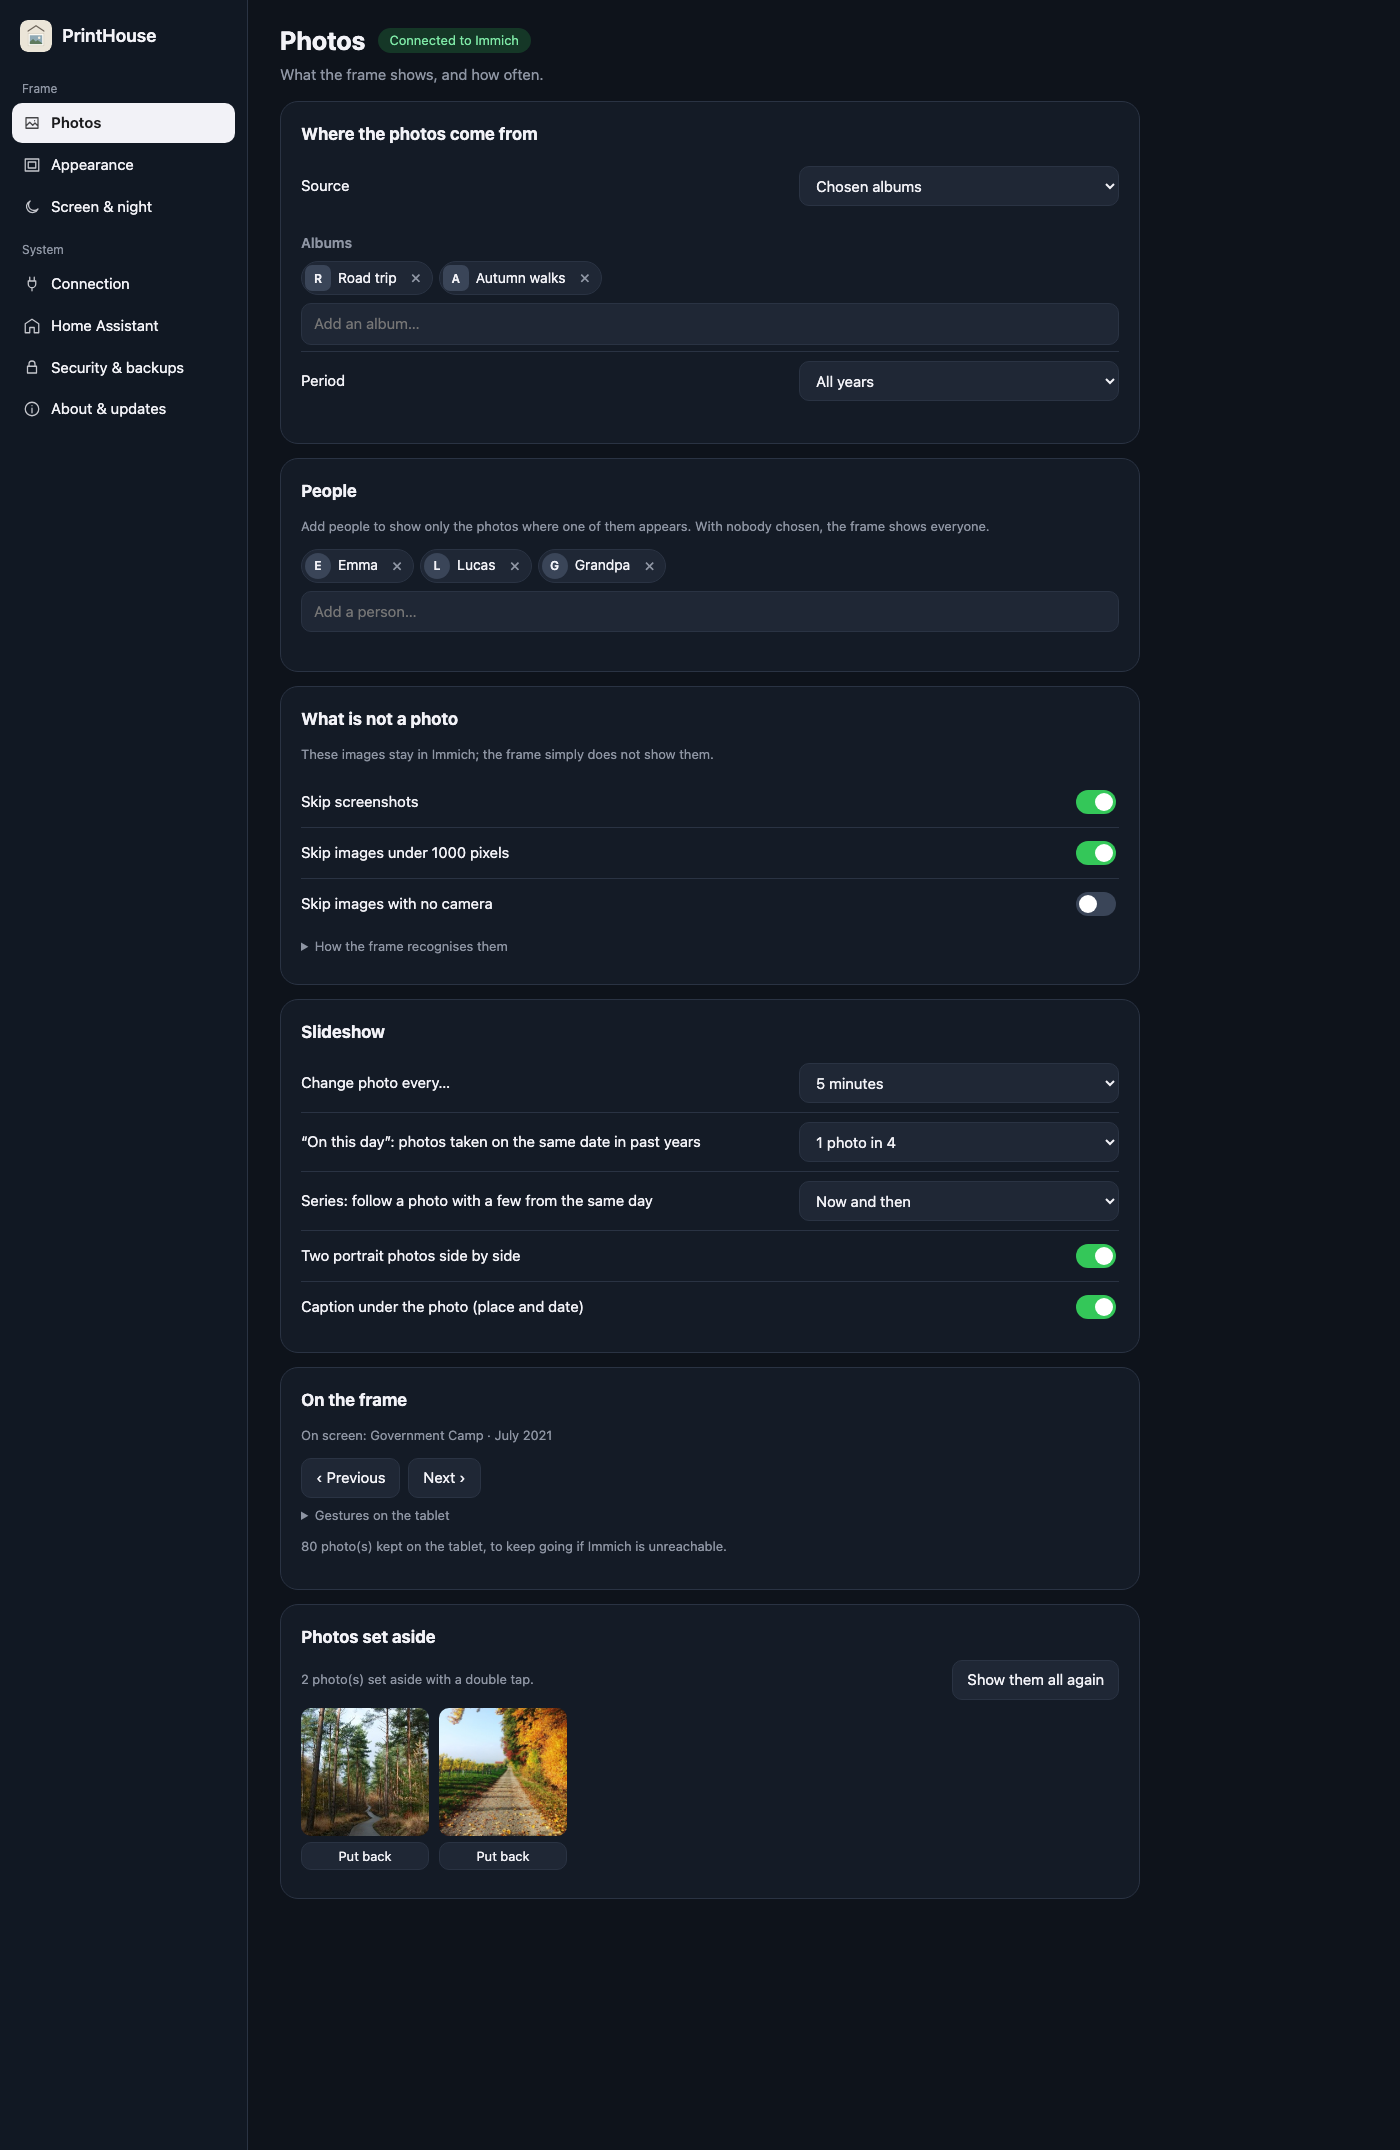 PrintHouse
Frame
Photos
Appearance
Screen & night
System
Connection
Home Assistant
Security & backups
About & updates
Photos
Connected to Immich
What the frame shows, and how often.
Where the photos come from
Source
Chosen albums
Albums
R Road trip ×
A Autumn walks ×
Add an album...
Period
All years
People
Add people to show only the photos where one of them appears. With nobody chosen, the frame shows everyone.
E Emma ×
L Lucas ×
G Grandpa ×
Add a person...
What is not a photo
These images stay in Immich; the frame simply does not show them.
Skip screenshots
Skip images under 1000 pixels
Skip images with no camera
How the frame recognises them
Slideshow
Change photo every...
5 minutes
“On this day”: photos taken on the same date in past years
1 photo in 4
Series: follow a photo with a few from the same day
Now and then
Two portrait photos side by side
Caption under the photo (place and date)
On the frame
On screen: Government Camp · July 2021
‹ Previous
Next ›
Gestures on the tablet
80 photo(s) kept on the tablet, to keep going if Immich is unreachable.
Photos set aside
2 photo(s) set aside with a double tap.
Show them all again
Put back
Put back